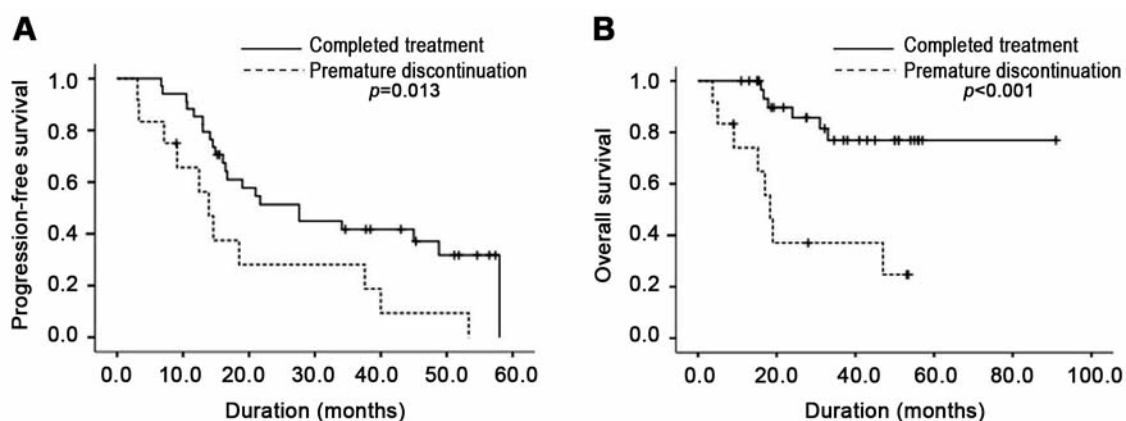 A
Completed treatment
Premature discontinuation
p=0.013
Progression-free survival
1.0
0.8
0.6
0.4
0.2
0.0
0.0 10.0 20.0 30.0 40.0 50.0 60.0
Duration (months)
B
Completed treatment
Premature discontinuation
p<0.001
Overall survival
1.0
0.8
0.6
0.4
0.2
0.0
0.0 20.0 40.0 60.0 80.0 100.0
Duration (months)